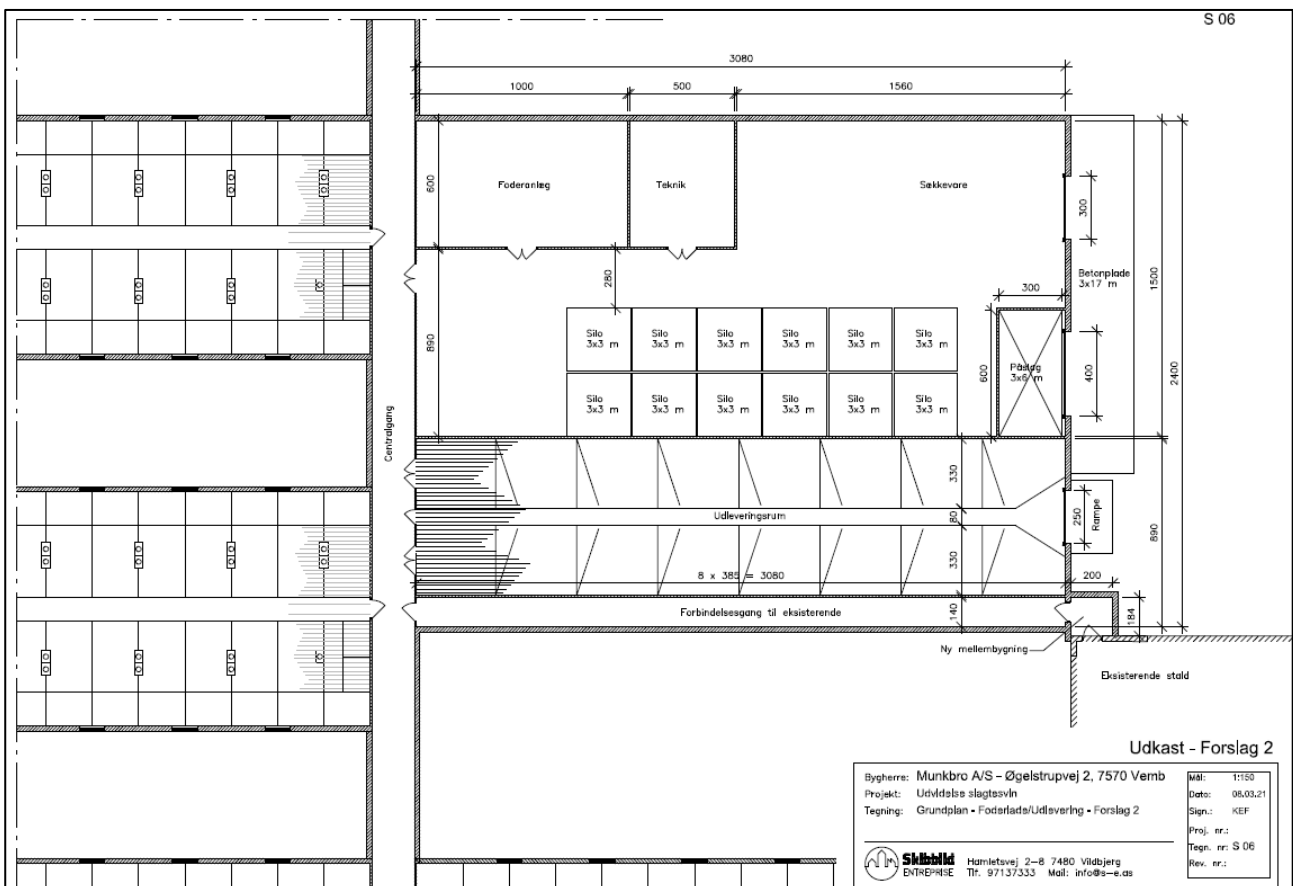 S 06
3080
1000
500
1560
Foderanlæg
Teknik
Sækkevare
600
300
Betonplade
3x17 m
280
300
1500
2400
890
Silo
3x3 m
Silo
3x3 m
Silo
3x3 m
Silo
3x3 m
Silo
3x3 m
Silo
3x3 m
Silo
3x3 m
Silo
3x3 m
Silo
3x3 m
Silo
3x3 m
Silo
3x3 m
Silo
3x3 m
600
Påslag
3x6 m
400
Centralgang
330
Udleveringsrum
80
250
Rampe
890
330
8 x 385 = 3080
200
Forbindelsesgang til eksisterende
140
184
Ny mellembygning
Eksisterende stald
Udkast - Forslag 2
Bygherre: Munkbro A/S - Øgelstrupvej 2, 7570 Vemb
Projekt: Udvidelse slagtesvin
Tegning: Grundplan - Foderlade/Udlevering - Forslag 2
Mål: 1:150
Dato: 08.03.21
Sign.: KEF
Proj. nr.:
Tegn. nr: S 06
Rev. nr.:
Skibbild
ENTREPRISE
Hamletsvej 2-8 7480 Vildbjerg
Tlf. 97137333 Mail: info@s-e.as